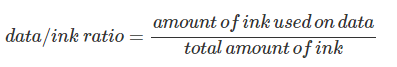 data/ink ratio = amount of ink used on data
total amount of ink